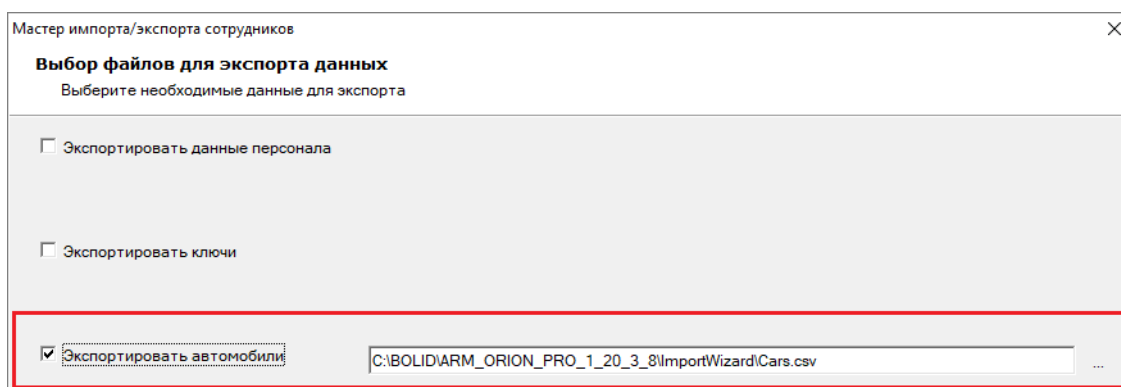 Мастер импорта/экспорта сотрудников
Выбор файлов для экспорта данных
Выберите необходимые данные для экспорта
Экспортировать данные персонала
Экспортировать ключи
Экспортировать автомобили C:\BOLID\ARM_ORION_PRO_1_20_3_8\ImportWizard\Cars.csv ...